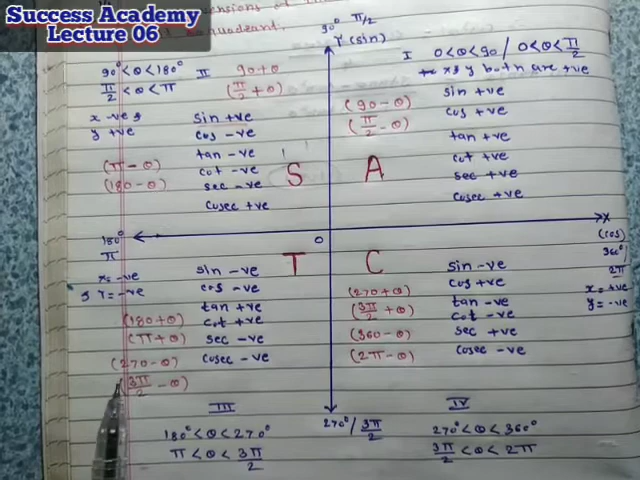 Success Academy
Lecture 06
ensions of
quadrant.
90° π/2
Y (sin)
90° < θ < 180° II 90+θ
π/2 < θ < π (π/2 + θ)
x -ve &
y +ve
sin +ve
cos -ve
tan -ve
cot -ve
sec -ve
cosec +ve
(π - θ)
(180 - θ)
S
I 0<θ<90 / 0<θ<π/2
x & y both are +ve
(90 - θ)
(π/2 - θ)
sin +ve
cos +ve
tan +ve
cot +ve
sec +ve
cosec +ve
A
180°
π
O
X
(cos)
360°/
2π
x = -ve
& Y = -ve
sin -ve
cos -ve
tan +ve
cot +ve
sec -ve
cosec -ve
T
(180+θ)
(π+θ)
(270-θ)
(3π/2 - θ)
III
180° < θ < 270°
π < θ < 3π/2
C
(270+θ)
(3π/2 + θ)
(360-θ)
(2π-θ)
sin -ve
cos +ve
tan -ve
cot -ve
sec +ve
cosec -ve
x = +ve
y = -ve
270° / 3π/2
IV
270° < θ < 360°
3π/2 < θ < 2π